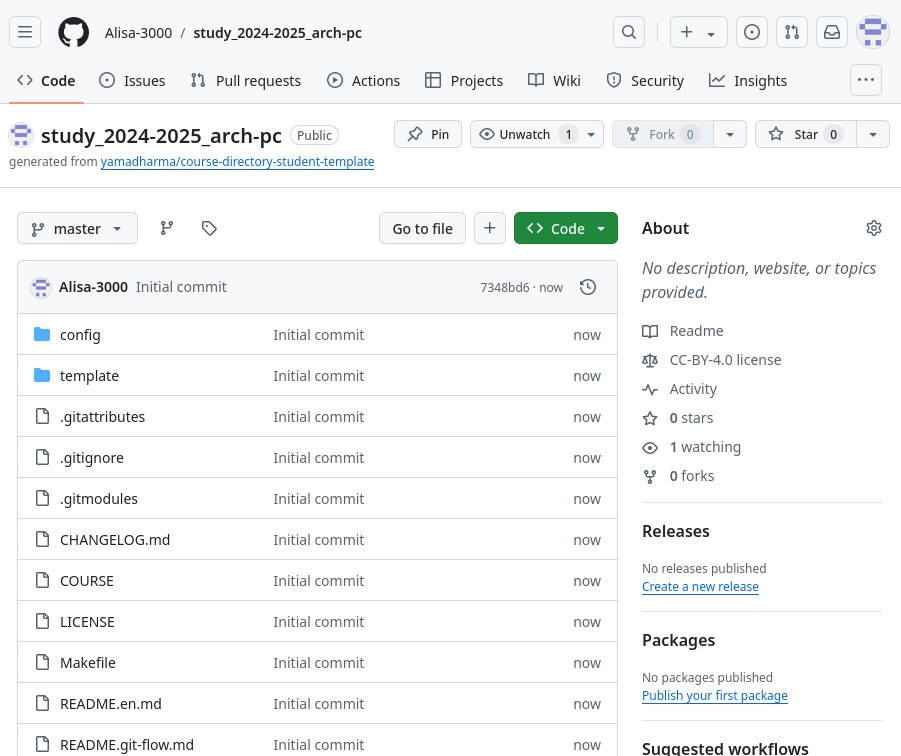 Alisa-3000 / study_2024-2025_arch-pc
Code Issues Pull requests Actions Projects Wiki Security Insights
study_2024-2025_arch-pc Public Pin Unwatch 1 Fork 0 Star 0
generated from yamadharma/course-directory-student-template
master Go to file Code
Alisa-3000 Initial commit 7348bd6 · now
config Initial commit now
template Initial commit now
.gitattributes Initial commit now
.gitignore Initial commit now
.gitmodules Initial commit now
CHANGELOG.md Initial commit now
COURSE Initial commit now
LICENSE Initial commit now
Makefile Initial commit now
README.en.md Initial commit now
README.git-flow.md Initial commit now
About
No description, website, or topics
provided.
Readme
CC-BY-4.0 license
Activity
0 stars
1 watching
0 forks
Releases
No releases published
Create a new release
Packages
No packages published
Publish your first package
Suggested workflows